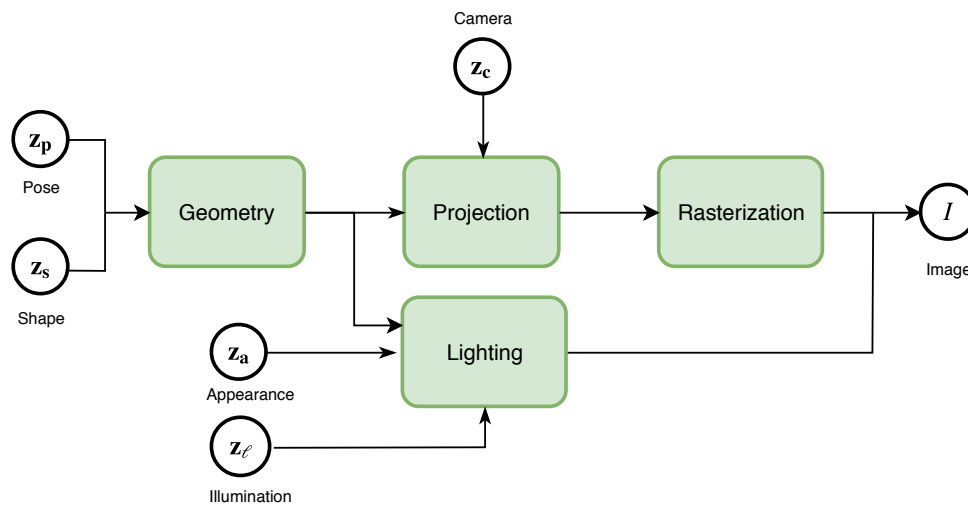 Camera
z_c
z_p
Pose
Geometry
Projection
Rasterization
I
Image
z_s
Shape
z_a
Appearance
Lighting
z_ℓ
Illumination